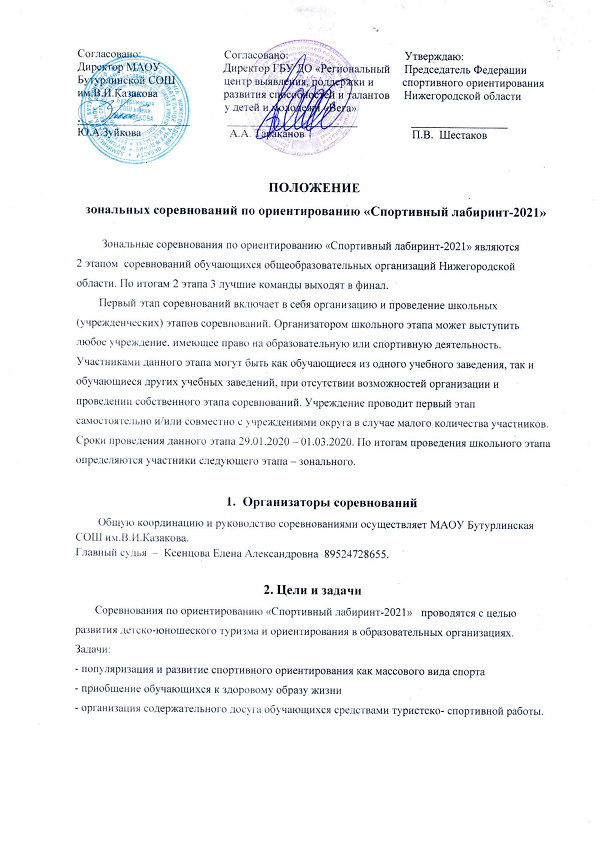 Согласовано:
Директор МАОУ
Бутурлинской СОШ
им.В.И.Казакова
Ю.А.Зуйкова
Согласовано:
Директор ГБУ ДО «Региональный
центр выявления, поддержки и
развития способностей и талантов
у детей и молодежи «Вега»
А.А. Тараканов
Утверждаю:
Председатель Федерации
спортивного ориентирования
Нижегородской области
П.В. Шестаков
ПОЛОЖЕНИЕ
зональных соревнований по ориентированию «Спортивный лабиринт-2021»
Зональные соревнования по ориентированию «Спортивный лабиринт-2021» являются
2 этапом соревнований обучающихся общеобразовательных организаций Нижегородской
области. По итогам 2 этапа 3 лучшие команды выходят в финал.
Первый этап соревнований включает в себя организацию и проведение школьных
(учрежденческих) этапов соревнований. Организатором школьного этапа может выступить
любое учреждение, имеющее право на образовательную или спортивную деятельность.
Участниками данного этапа могут быть как обучающиеся из одного учебного заведения, так и
обучающиеся других учебных заведений, при отсутствии возможностей организации и
проведении собственного этапа соревнований. Учреждение проводит первый этап
самостоятельно и/или совместно с учреждениями округа в случае малого количества участников.
Сроки проведения данного этапа 29.01.2020 – 01.03.2020. По итогам проведения школьного этапа
определяются участники следующего этапа – зонального.
1. Организаторы соревнований
Общую координацию и руководство соревнованиями осуществляет МАОУ Бутурлинская
СОШ им.В.И.Казакова.
Главный судья – Ксенцова Елена Александровна 89524728655.
2. Цели и задачи
Соревнования по ориентированию «Спортивный лабиринт-2021» проводятся с целью
развития детско-юношеского туризма и ориентирования в образовательных организациях.
Задачи:
- популяризация и развитие спортивного ориентирования как массового вида спорта
- приобщение обучающихся к здоровому образу жизни
- организация содержательного досуга обучающихся средствами туристско- спортивной работы.